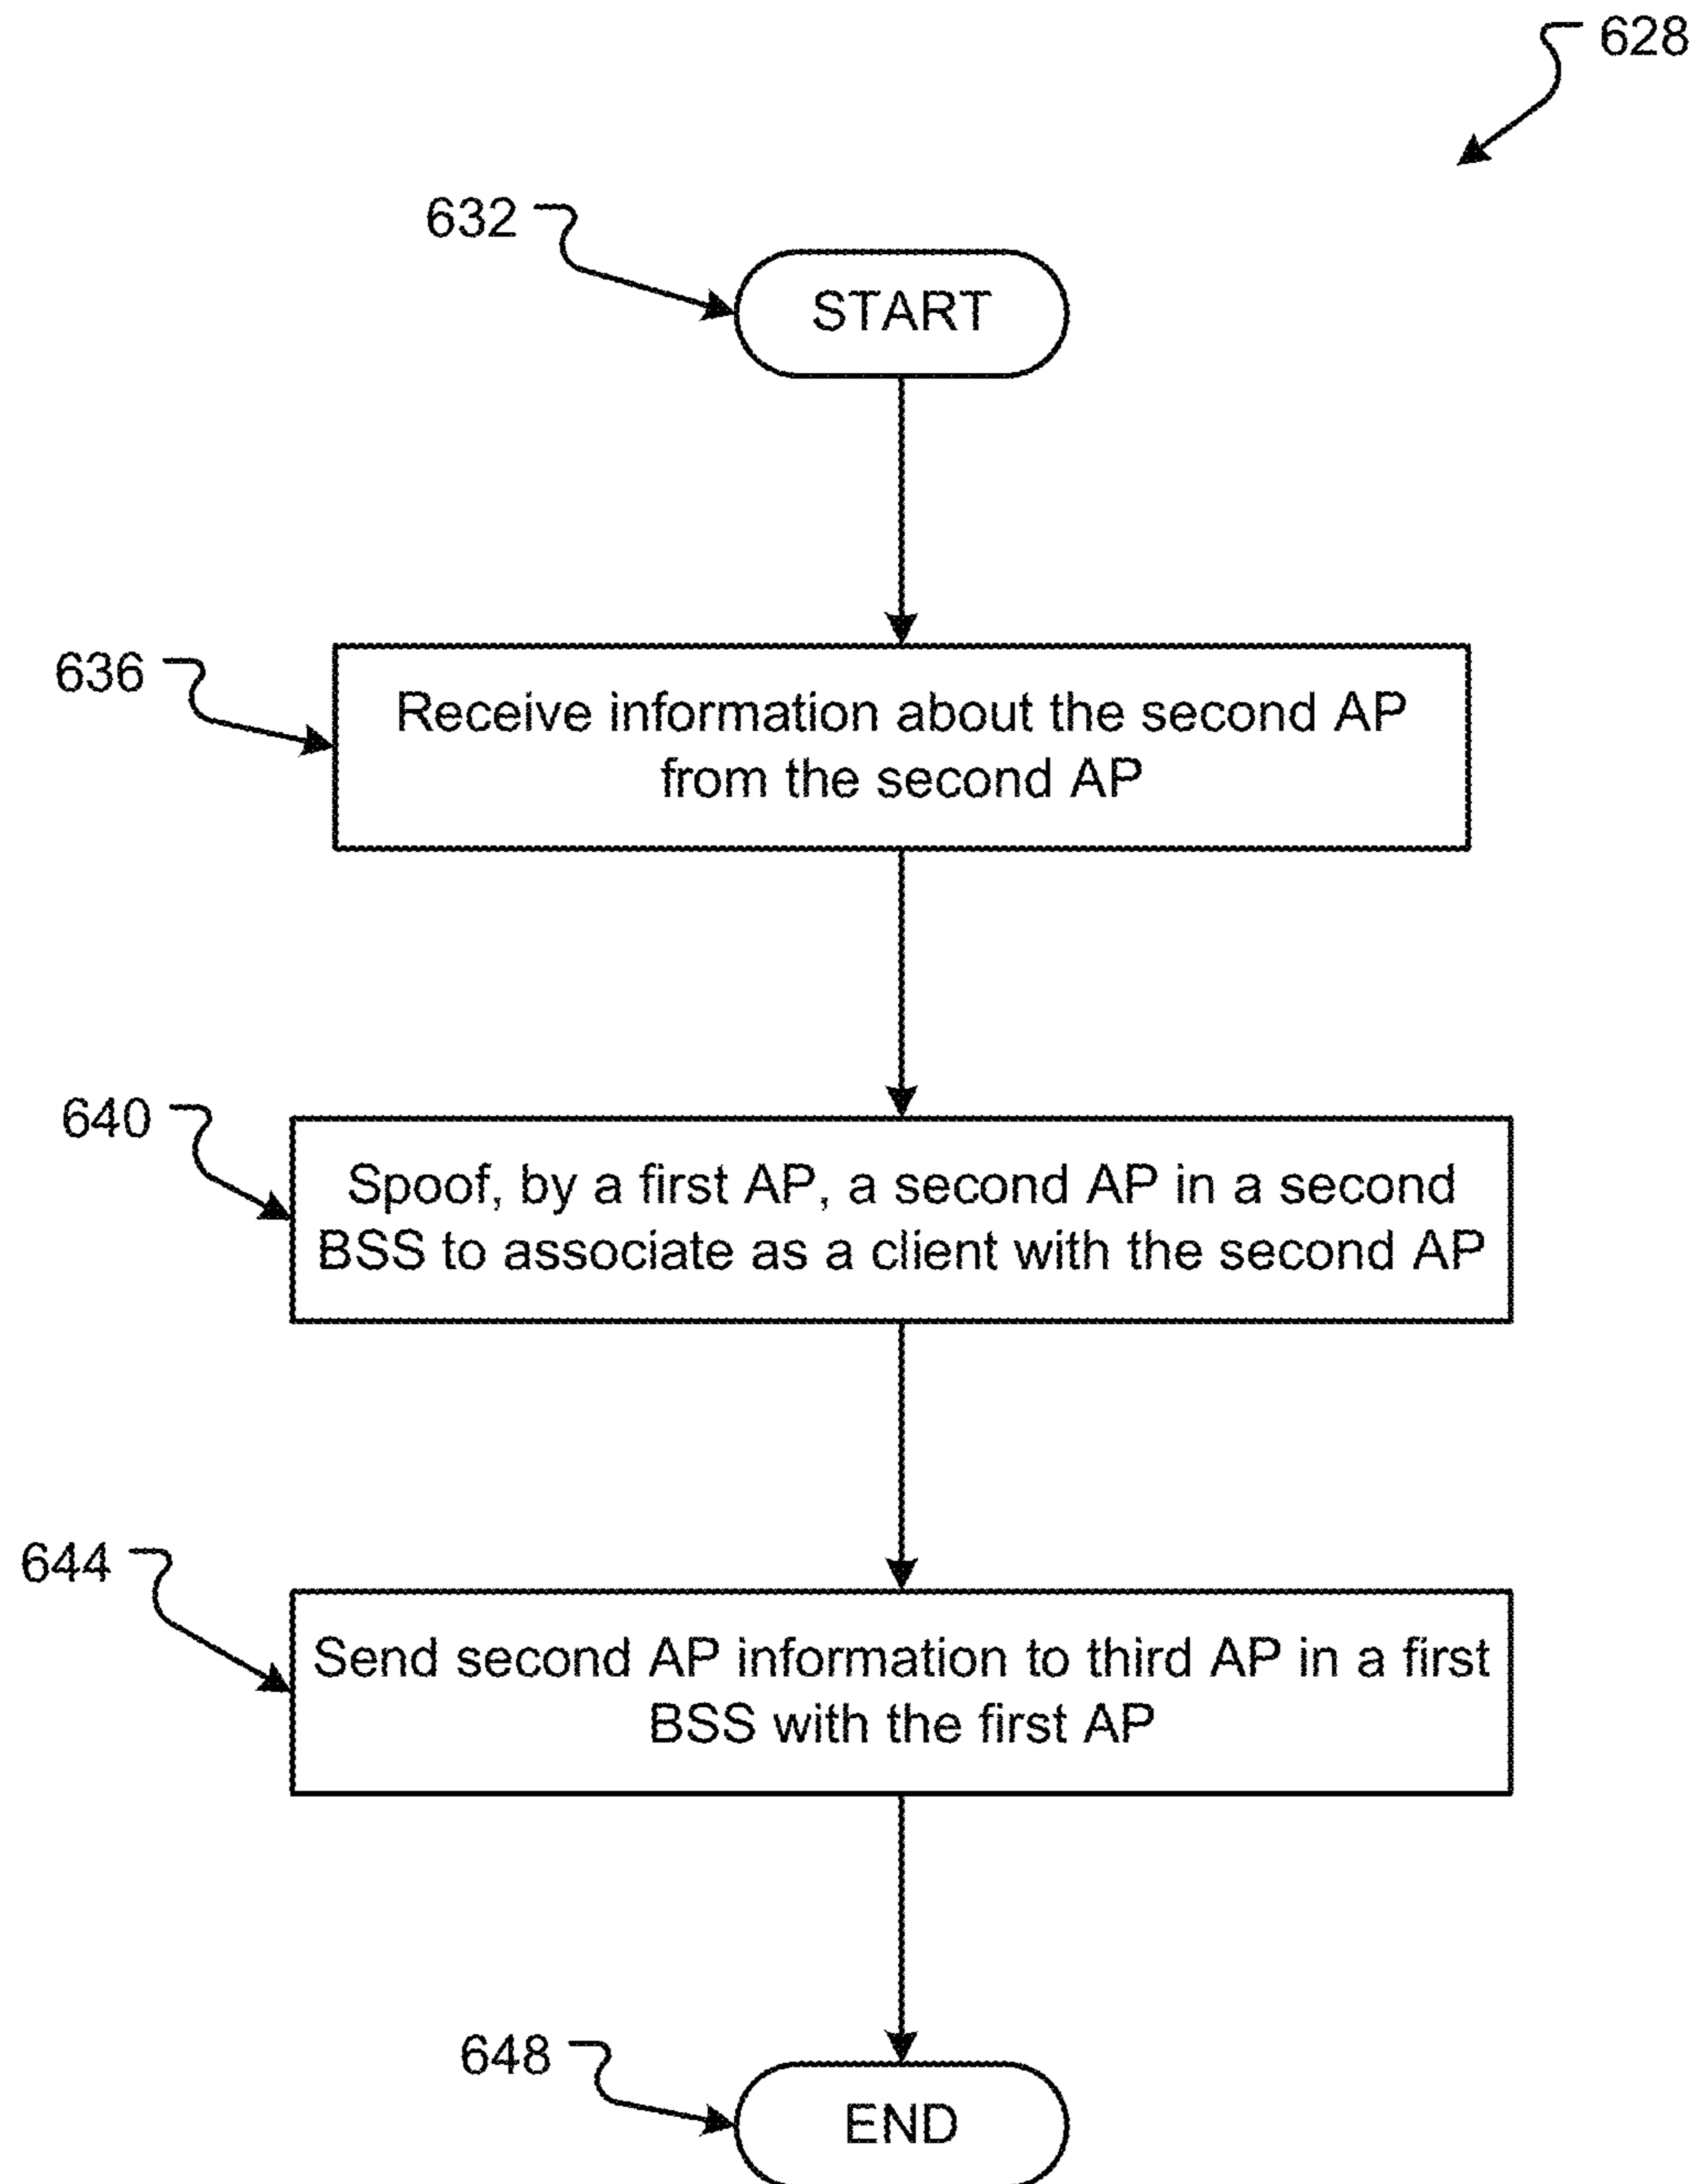 628
632
START
636
Receive information about the second AP
from the second AP
640
Spoof, by a first AP, a second AP in a second
BSS to associate as a client with the second AP
644
Send second AP information to third AP in a first
BSS with the first AP
648
END